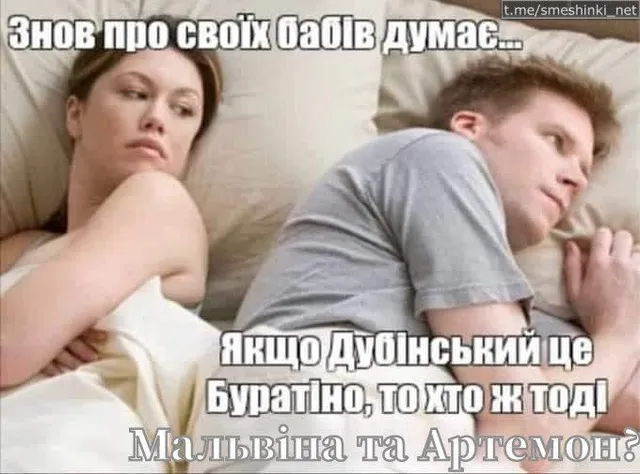 t.me/smeshinki_net
Знов про своїх бабів думає...
Якщо Дубінський це
Буратіно, то хто ж тоді
Мальвіна та Артемон?